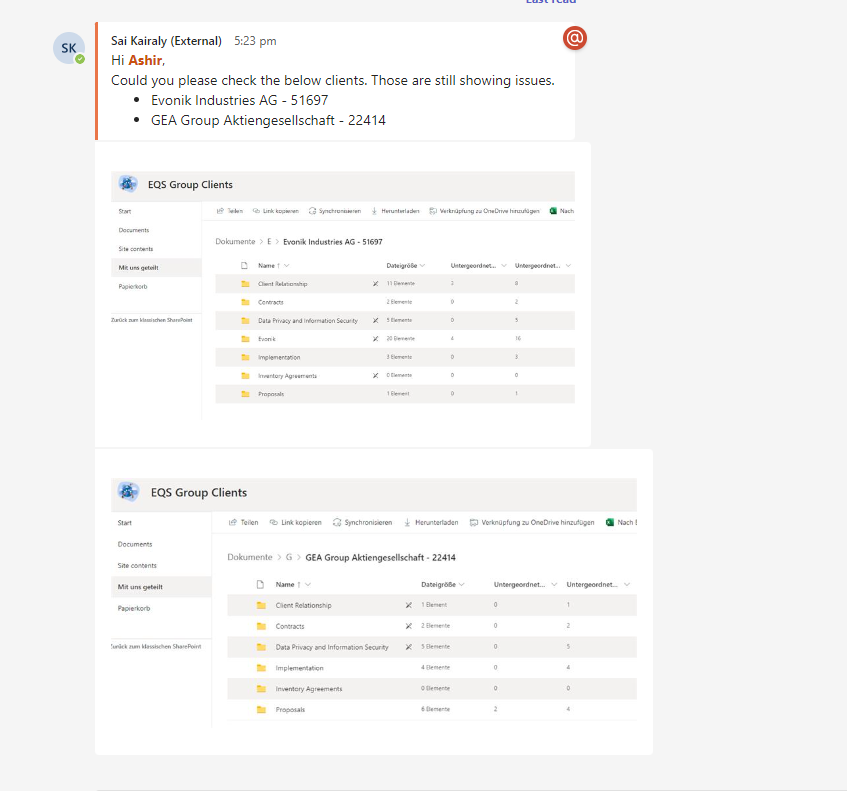 Last read
SK
Sai Kairaly (External) 5:23 pm
@
Hi Ashir,
Could you please check the below clients. Those are still showing issues.
• Evonik Industries AG - 51697
• GEA Group Aktiengesellschaft - 22414
EQS Group Clients
Start
Teilen Link kopieren Synchronisieren Herunterladen Verknüpfung zu OneDrive hinzufügen Nach
Documents
Site contents
Dokumente > E > Evonik Industries AG - 51697
Mit uns geteilt
Name ↑ Dateigröße Untergeordnet... Untergeordnet...
Papierkorb
Client Relationship 11 Elemente 8
Contracts 2 Elemente 0 2
Zurück zum klassischen SharePoint
Data Privacy and Information Security 5 Elemente 0 5
Evonik 20 Elemente 4 16
Implementation 3 Elemente 0 3
Inventory Agreements 0 Elemente 0 0
Proposals 1 Element 0 1
EQS Group Clients
Start
Teilen Link kopieren Synchronisieren Herunterladen Verknüpfung zu OneDrive hinzufügen Nach
Documents
Dokumente > G > GEA Group Aktiengesellschaft - 22414
Site contents
Mit uns geteilt
Name ↑ Dateigröße Untergeordnet... Untergeordnet...
Papierkorb
Client Relationship 1 Element 0 1
Contracts 2 Elemente 0 2
Zurück zum klassischen SharePoint
Data Privacy and Information Security 5 Elemente 0 5
Implementation 4 Elemente 0 4
Inventory Agreements 0 Elemente 0 0
Proposals 6 Elemente 2 4